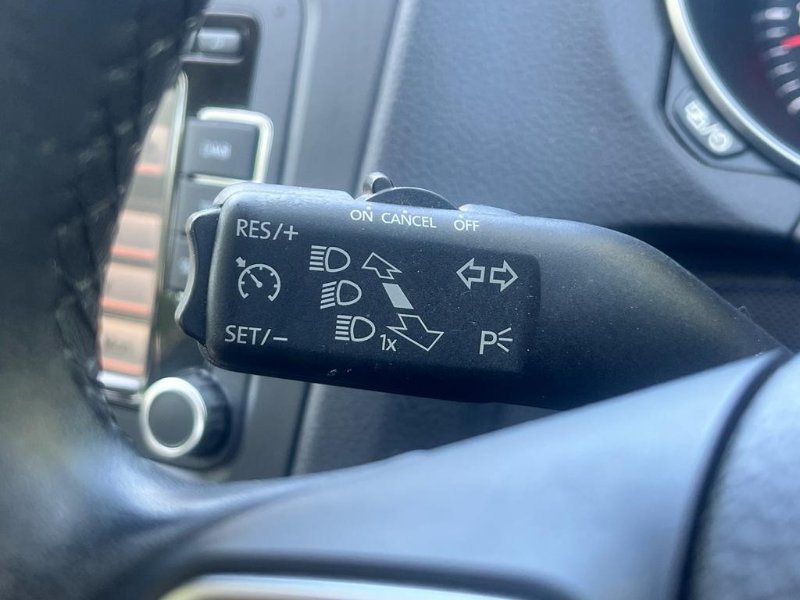 ON CANCEL OFF
RES/+
SET/-
1x
P